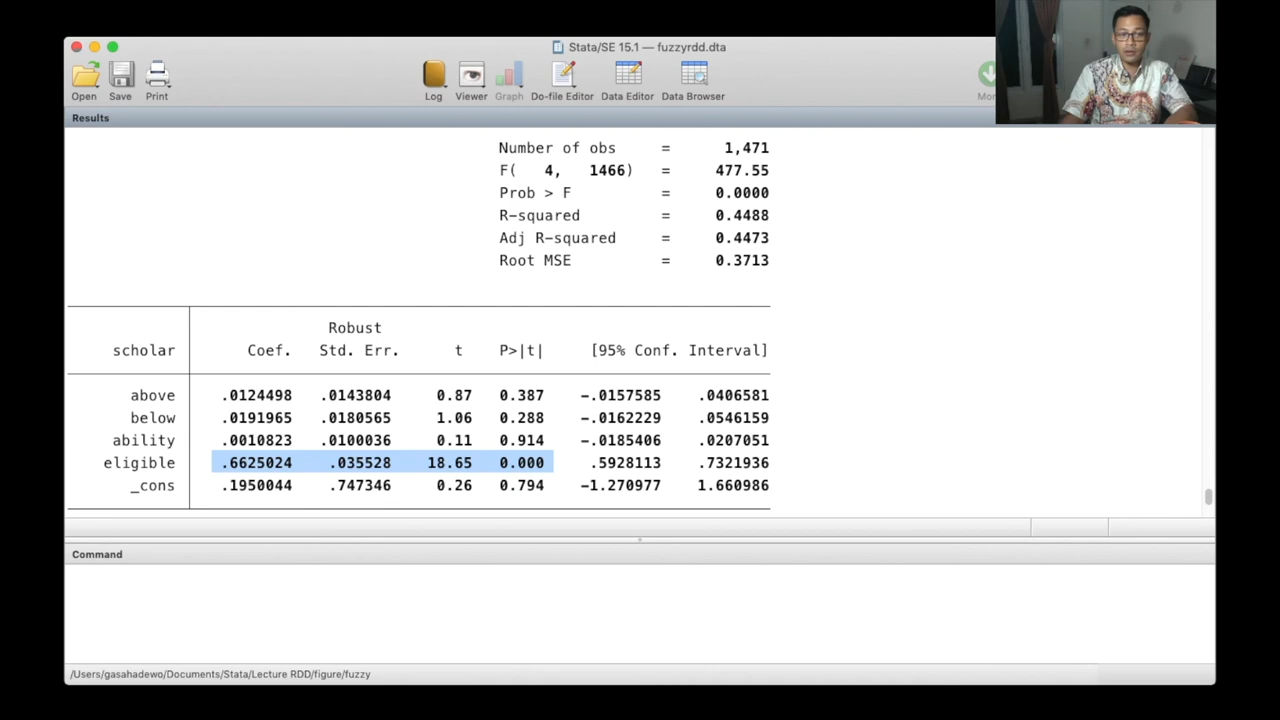 Stata/SE 15.1 — fuzzyrdd.dta
Open Save Print Log Viewer Graph Do-file Editor Data Editor Data Browser
Results
Number of obs = 1,471
F( 4, 1466) = 477.55
Prob > F = 0.0000
R-squared = 0.4488
Adj R-squared = 0.4473
Root MSE = 0.3713
Robust
scholar Coef. Std. Err. t P>|t| [95% Conf. Interval]
above .0124498 .0143804 0.87 0.387 -.0157585 .0406581
below .0191965 .0180565 1.06 0.288 -.0162229 .0546159
ability .0010823 .0100036 0.11 0.914 -.0185406 .0207051
eligible .6625024 .035528 18.65 0.000 .5928113 .7321936
_cons .1950044 .747346 0.26 0.794 -1.270977 1.660986
Command
/Users/gasahadewo/Documents/Stata/Lecture RDD/figure/fuzzy